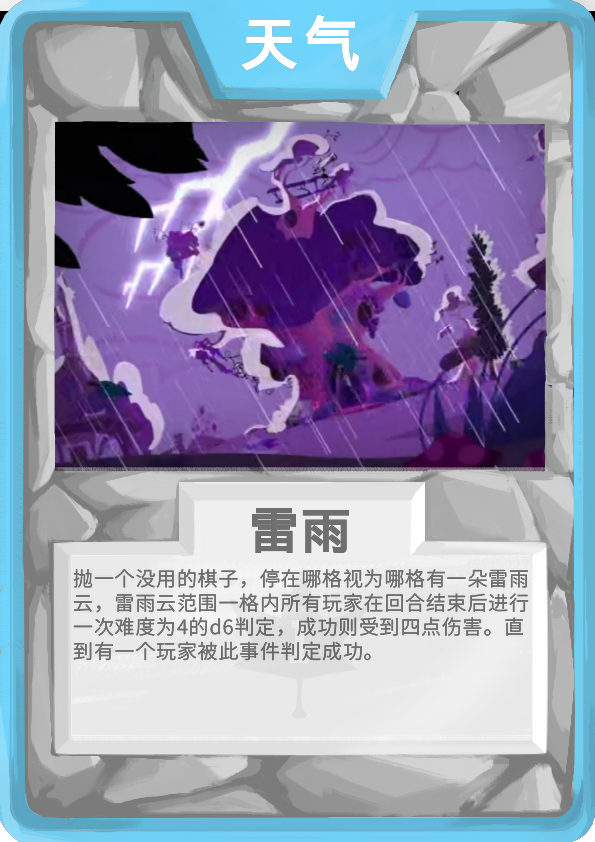 天气
雷雨
抛一个没用的棋子，停在哪格视为哪格有一朵雷雨
云，雷雨云范围一格内所有玩家在回合结束后进行
一次难度为4的d6判定，成功则受到四点伤害。直
到有一个玩家被此事件判定成功。